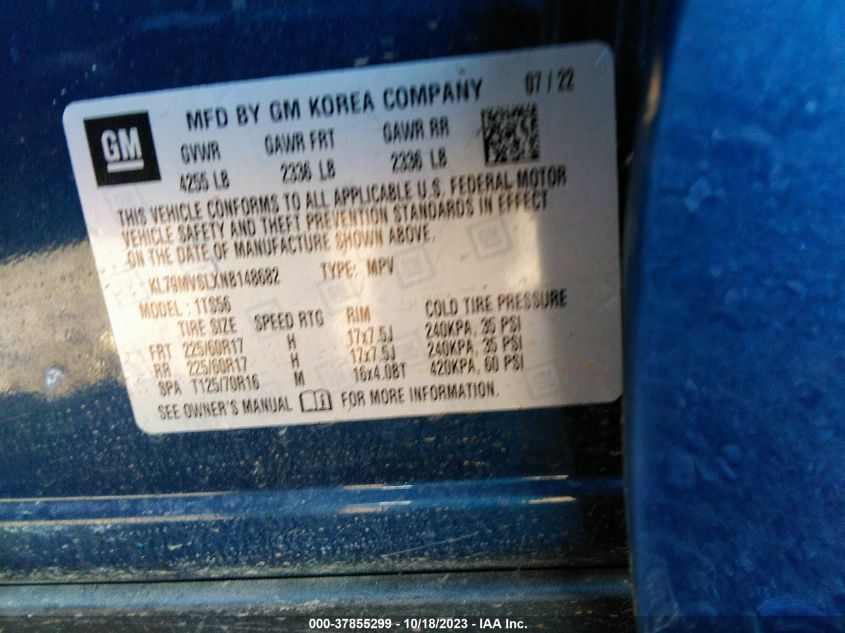 GM
MFD BY GM KOREA COMPANY 07 / 22
GVWR GAWR FRT GAWR RR
4255 LB 2336 LB 2336 LB
THIS VEHICLE CONFORMS TO ALL APPLICABLE U.S. FEDERAL MOTOR
VEHICLE SAFETY AND THEFT PREVENTION STANDARDS IN EFFECT
ON THE DATE OF MANUFACTURE SHOWN ABOVE.
KL79MVSLXNB148682 TYPE: MPV
MODEL: 1TS56
TIRE SIZE SPEED RTG RIM COLD TIRE PRESSURE
FRT 225/60R17 H 17x7.5J 240KPA, 35 PSI
RR 225/60R17 H 17x7.5J 240KPA, 35 PSI
SPA T125/70R16 M 16x4.0BT 420KPA, 60 PSI
SEE OWNER'S MANUAL FOR MORE INFORMATION.
000-37855299 - 10/18/2023 - IAA Inc.